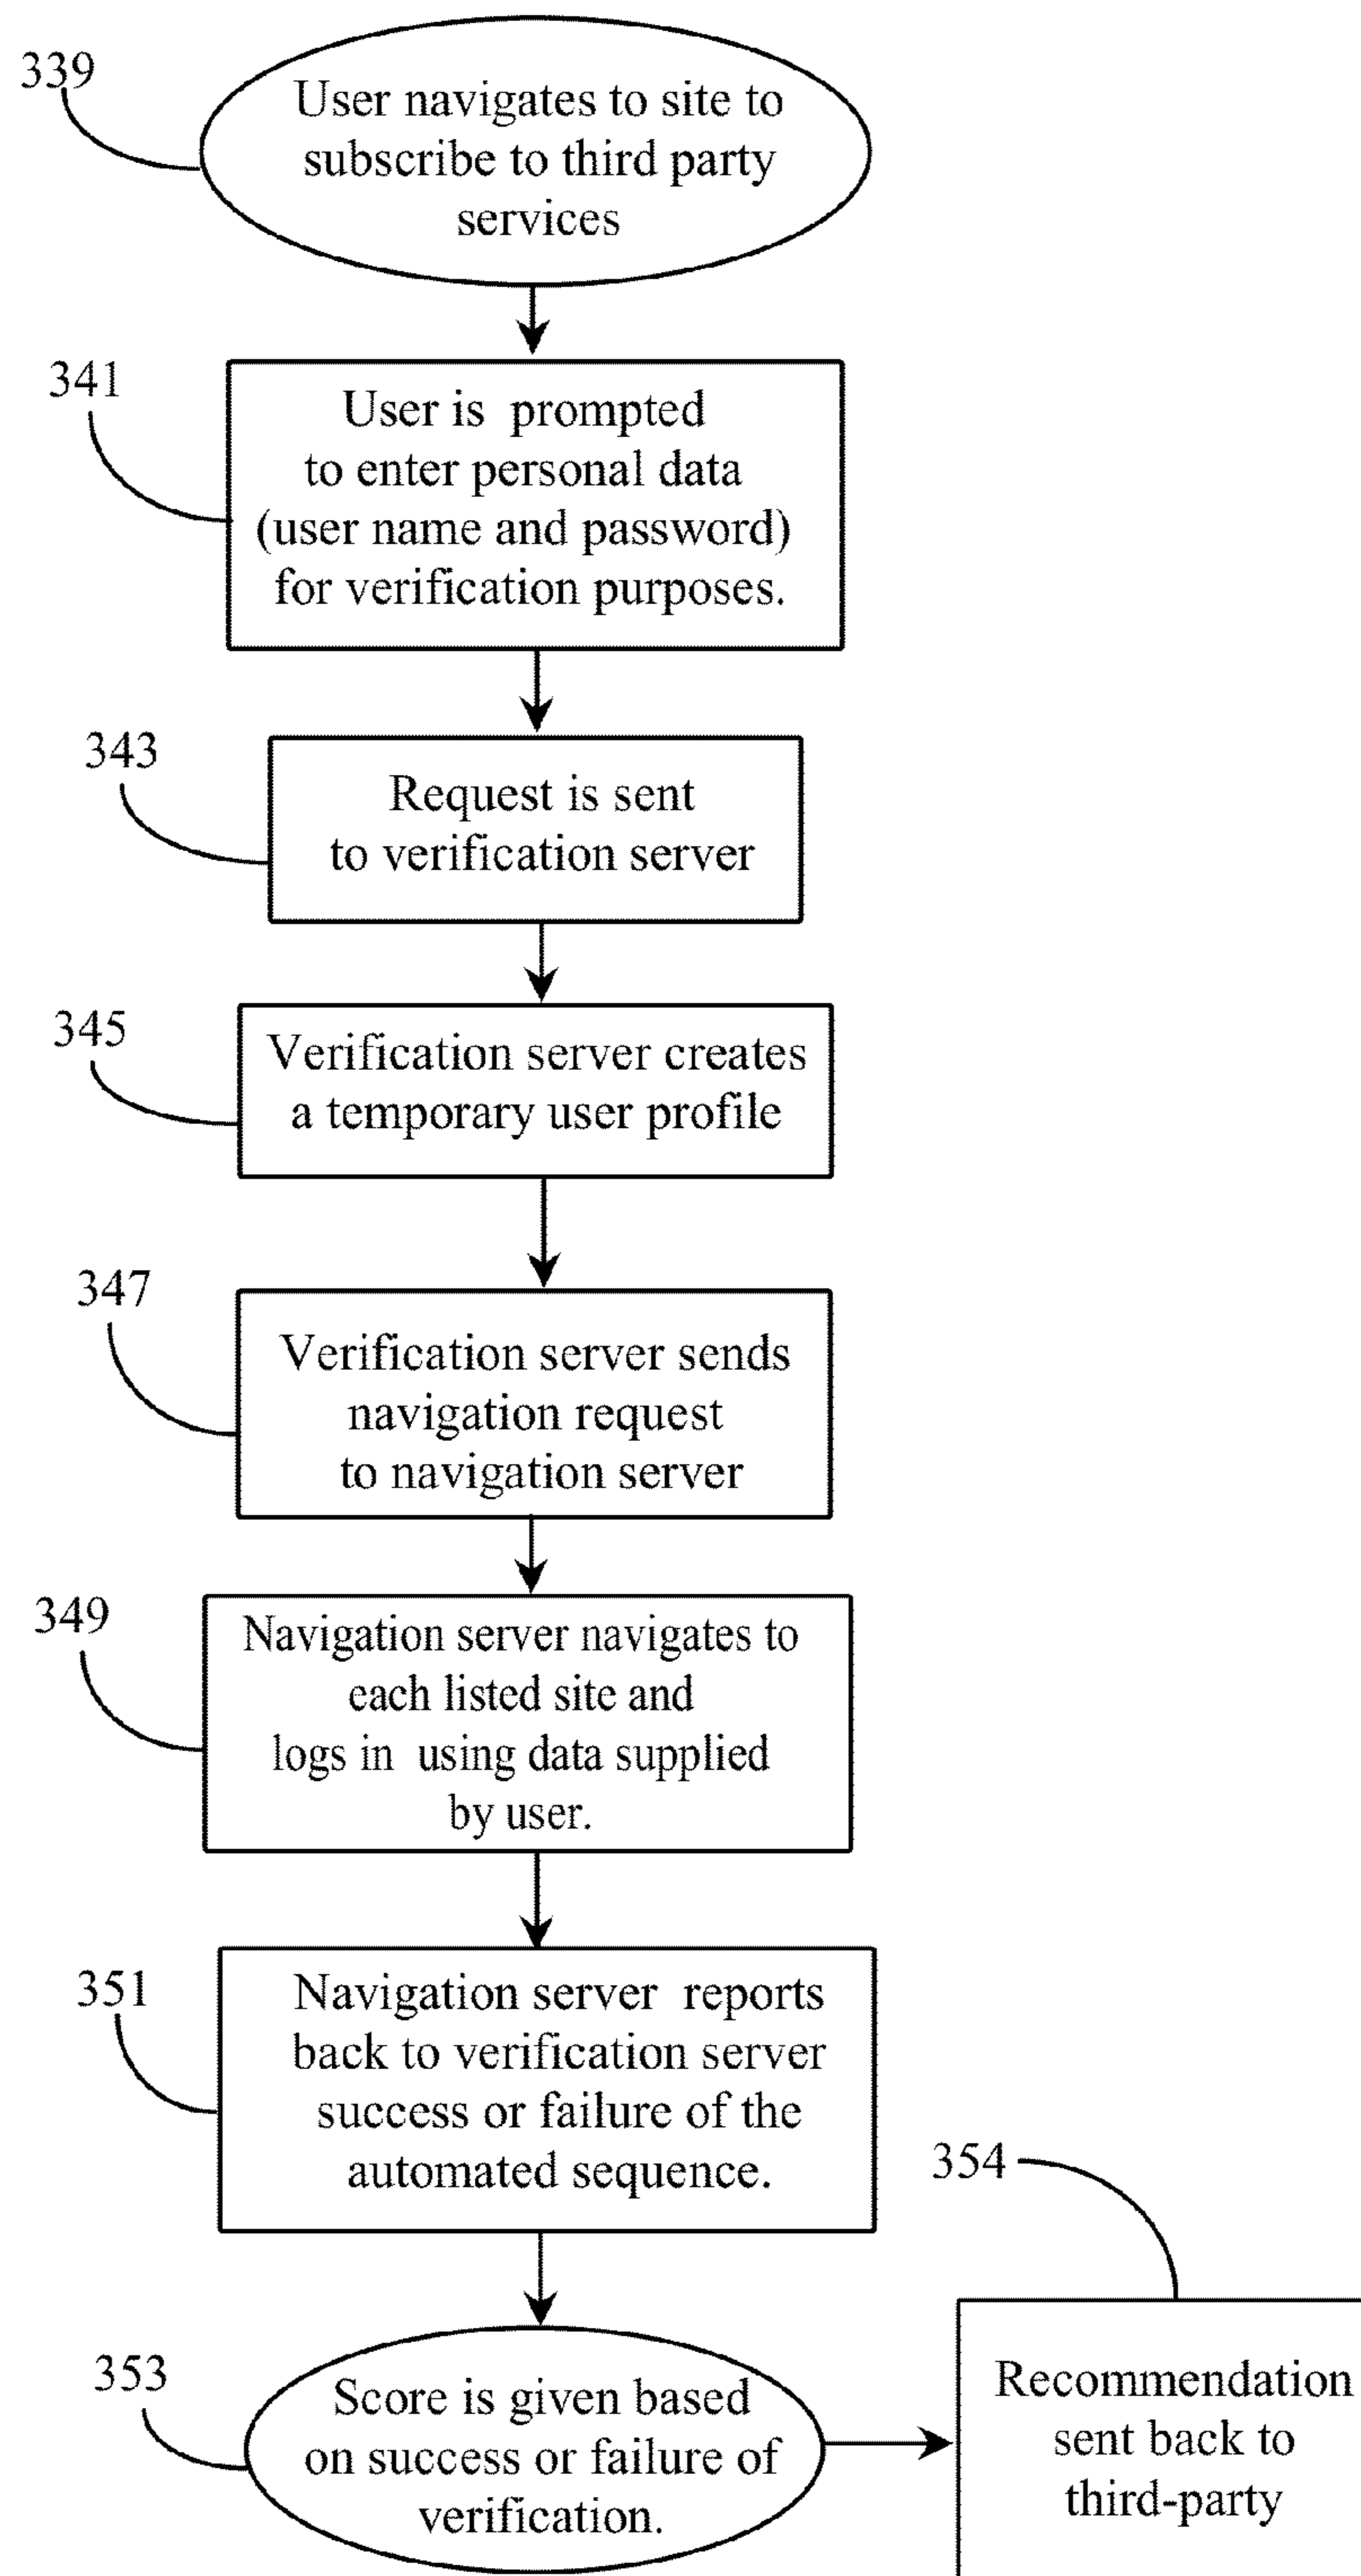 339
User navigates to site to
subscribe to third party
services
341
User is prompted
to enter personal data
(user name and password)
for verification purposes.
343
Request is sent
to verification server
345
Verification server creates
a temporary user profile
347
Verification server sends
navigation request
to navigation server
349
Navigation server navigates to
each listed site and
logs in using data supplied
by user.
351
Navigation server reports
back to verification server
success or failure of the
automated sequence.
353
Score is given based
on success or failure of
verification.
354
Recommendation
sent back to
third-party